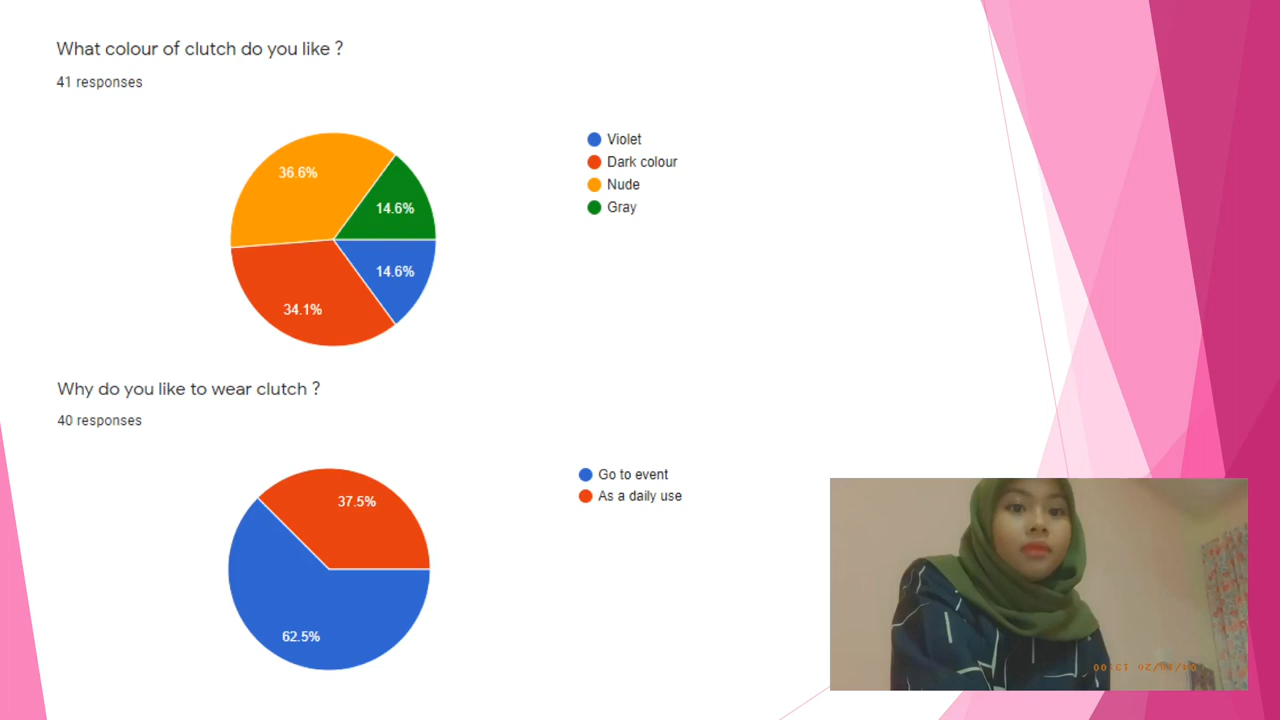 What colour of clutch do you like ?
41 responses
36.6%
14.6%
14.6%
34.1%
Violet
Dark colour
Nude
Gray
Why do you like to wear clutch ?
40 responses
37.5%
62.5%
Go to event
As a daily use